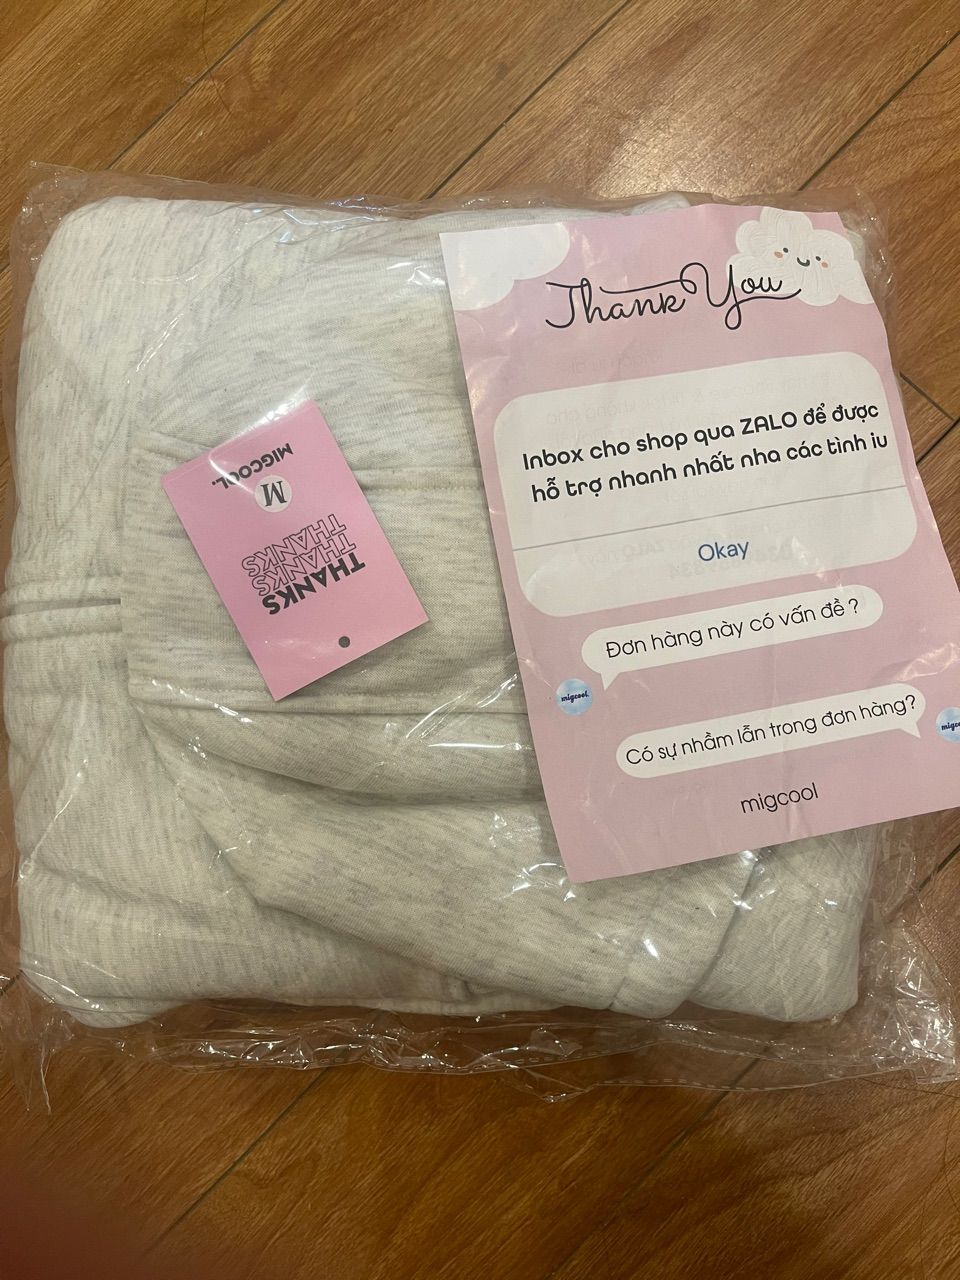 Thank You
Inbox cho shop qua ZALO để được
hỗ trợ nhanh nhất nha các tình iu
Okay
Đơn hàng này có vấn đề ?
migcool.
Có sự nhầm lẫn trong đơn hàng?
migcool
MIGCOOL.
M
THANKS
THANKS
THANKS
THANKS